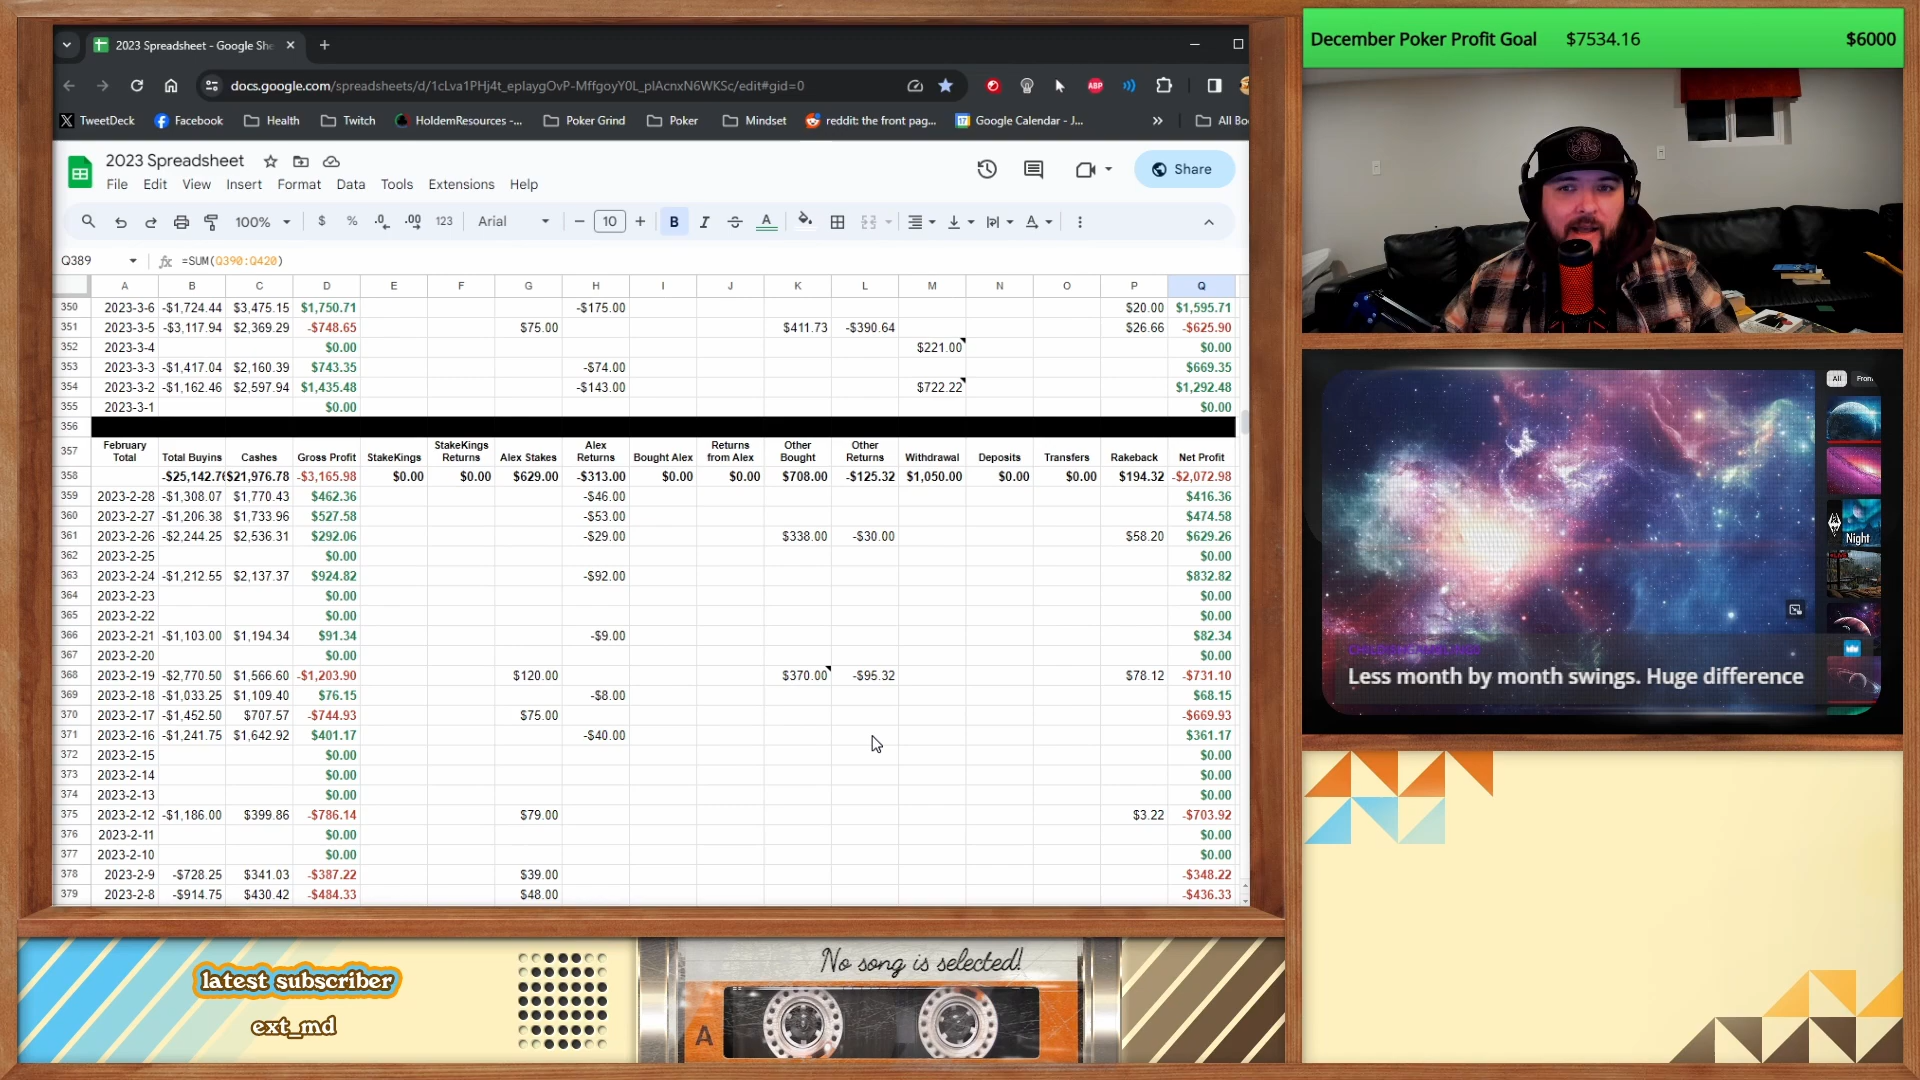 2023 Spreadsheet - Google She
docs.google.com/spreadsheets/d/1cLva1PHj4t_eplaygOvP-MffgoyY0L_plAcnxN6WKSc/edit#gid=0
TweetDeck Facebook Health Twitch HoldemResources -... Poker Grind Poker Mindset reddit: the front pag... Google Calendar - J... » All Bo
2023 Spreadsheet
File Edit View Insert Format Data Tools Extensions Help
Share
100% $ % .0 .00 123 Arial − 10 + B I A
Q389 fx =SUM(Q390:Q420)
A B C D E F G H I J K L M N O P Q
350 2023-3-6 -$1,724.44 $3,475.15 $1,750.71 -$175.00 $20.00 $1,595.71
351 2023-3-5 -$3,117.94 $2,369.29 -$748.65 $75.00 $411.73 -$390.64 $26.66 -$625.90
352 2023-3-4 $0.00 $221.00 $0.00
353 2023-3-3 -$1,417.04 $2,160.39 $743.35 -$74.00 $669.35
354 2023-3-2 -$1,162.46 $2,597.94 $1,435.48 -$143.00 $722.22 $1,292.48
355 2023-3-1 $0.00 $0.00
356
357 February Total Total Buyins Cashes Gross Profit StakeKings StakeKings Returns Alex Stakes Alex Returns Bought Alex Returns from Alex Other Bought Other Returns Withdrawal Deposits Transfers Rakeback Net Profit
358 -$25,142.7( $21,976.78 -$3,165.98 $0.00 $0.00 $629.00 -$313.00 $0.00 $0.00 $708.00 -$125.32 $1,050.00 $0.00 $0.00 $194.32 -$2,072.98
359 2023-2-28 -$1,308.07 $1,770.43 $462.36 -$46.00 $416.36
360 2023-2-27 -$1,206.38 $1,733.96 $527.58 -$53.00 $474.58
361 2023-2-26 -$2,244.25 $2,536.31 $292.06 -$29.00 $338.00 -$30.00 $58.20 $629.26
362 2023-2-25 $0.00 $0.00
363 2023-2-24 -$1,212.55 $2,137.37 $924.82 -$92.00 $832.82
364 2023-2-23 $0.00 $0.00
365 2023-2-22 $0.00 $0.00
366 2023-2-21 -$1,103.00 $1,194.34 $91.34 -$9.00 $82.34
367 2023-2-20 $0.00 $0.00
368 2023-2-19 -$2,770.50 $1,566.60 -$1,203.90 $120.00 $370.00 -$95.32 $78.12 -$731.10
369 2023-2-18 -$1,033.25 $1,109.40 $76.15 -$8.00 $68.15
370 2023-2-17 -$1,452.50 $707.57 -$744.93 $75.00 -$669.93
371 2023-2-16 -$1,241.75 $1,642.92 $401.17 -$40.00 $361.17
372 2023-2-15 $0.00 $0.00
373 2023-2-14 $0.00 $0.00
374 2023-2-13 $0.00 $0.00
375 2023-2-12 -$1,186.00 $399.86 -$786.14 $79.00 $3.22 -$703.92
376 2023-2-11 $0.00 $0.00
377 2023-2-10 $0.00 $0.00
378 2023-2-9 -$728.25 $341.03 -$387.22 $39.00 -$348.22
379 2023-2-8 -$914.75 $430.42 -$484.33 $48.00 -$436.33
December Poker Profit Goal $7534.16 $6000
All From
Night
Less month by month swings. Huge difference
latest subscriber
ext_md
No song is selected!
A